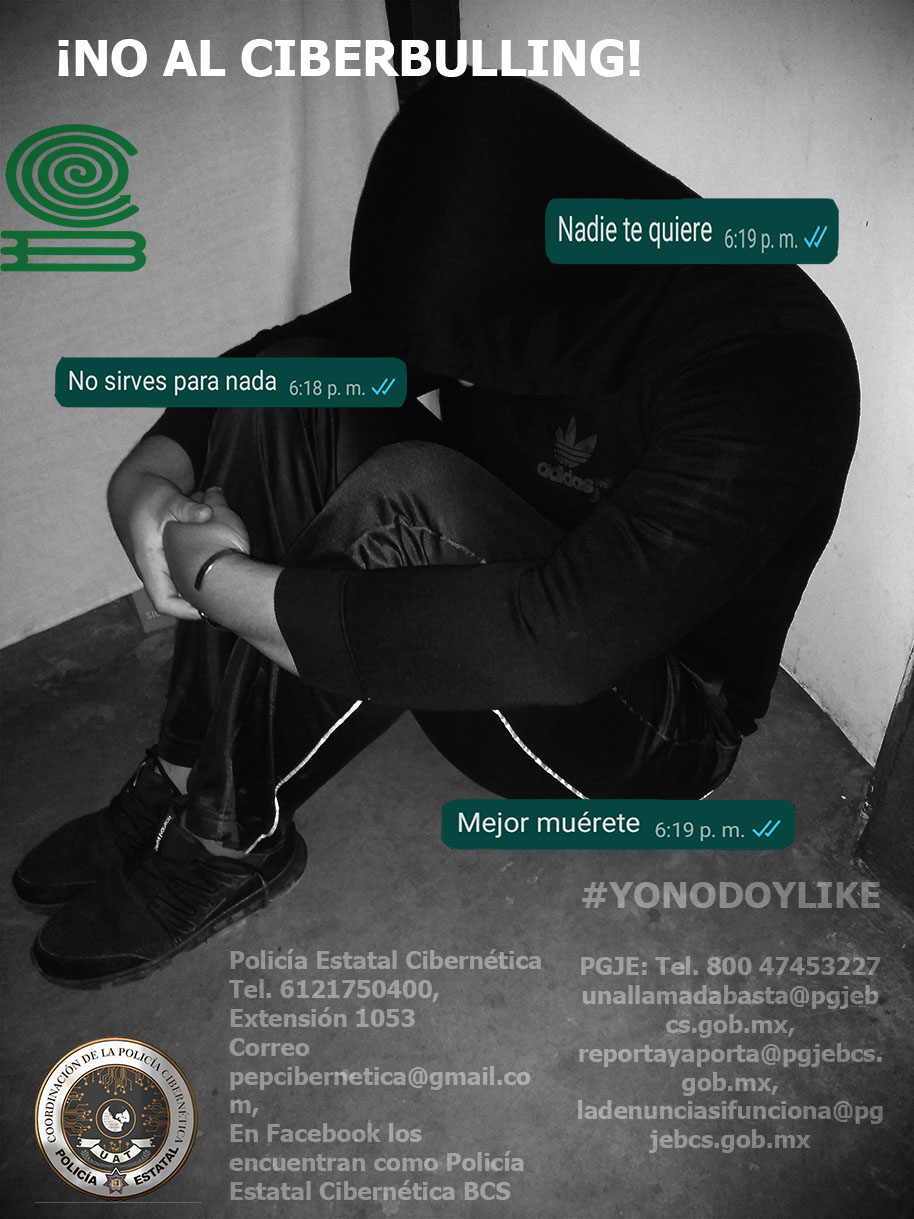 ¡NO AL CIBERBULLING!
Nadie te quiere 6:19 p. m.
No sirves para nada 6:18 p. m.
adidas
Mejor muérete 6:19 p. m.
#YONODOYLIKE
Policía Estatal Cibernética
Tel. 6121750400,
Extensión 1053
Correo
pepcibernetica@gmail.co
m,
En Facebook los
encuentran como Policía
Estatal Cibernética BCS
PGJE: Tel. 800 47453227
unallamadabasta@pgjeb
cs.gob.mx,
reportayaporta@pgjebcs.
gob.mx,
ladenunciasifunciona@pg
jebcs.gob.mx
COORDINACIÓN DE LA POLICÍA CIBERNÉTICA
UAT
POLICÍA ESTATAL